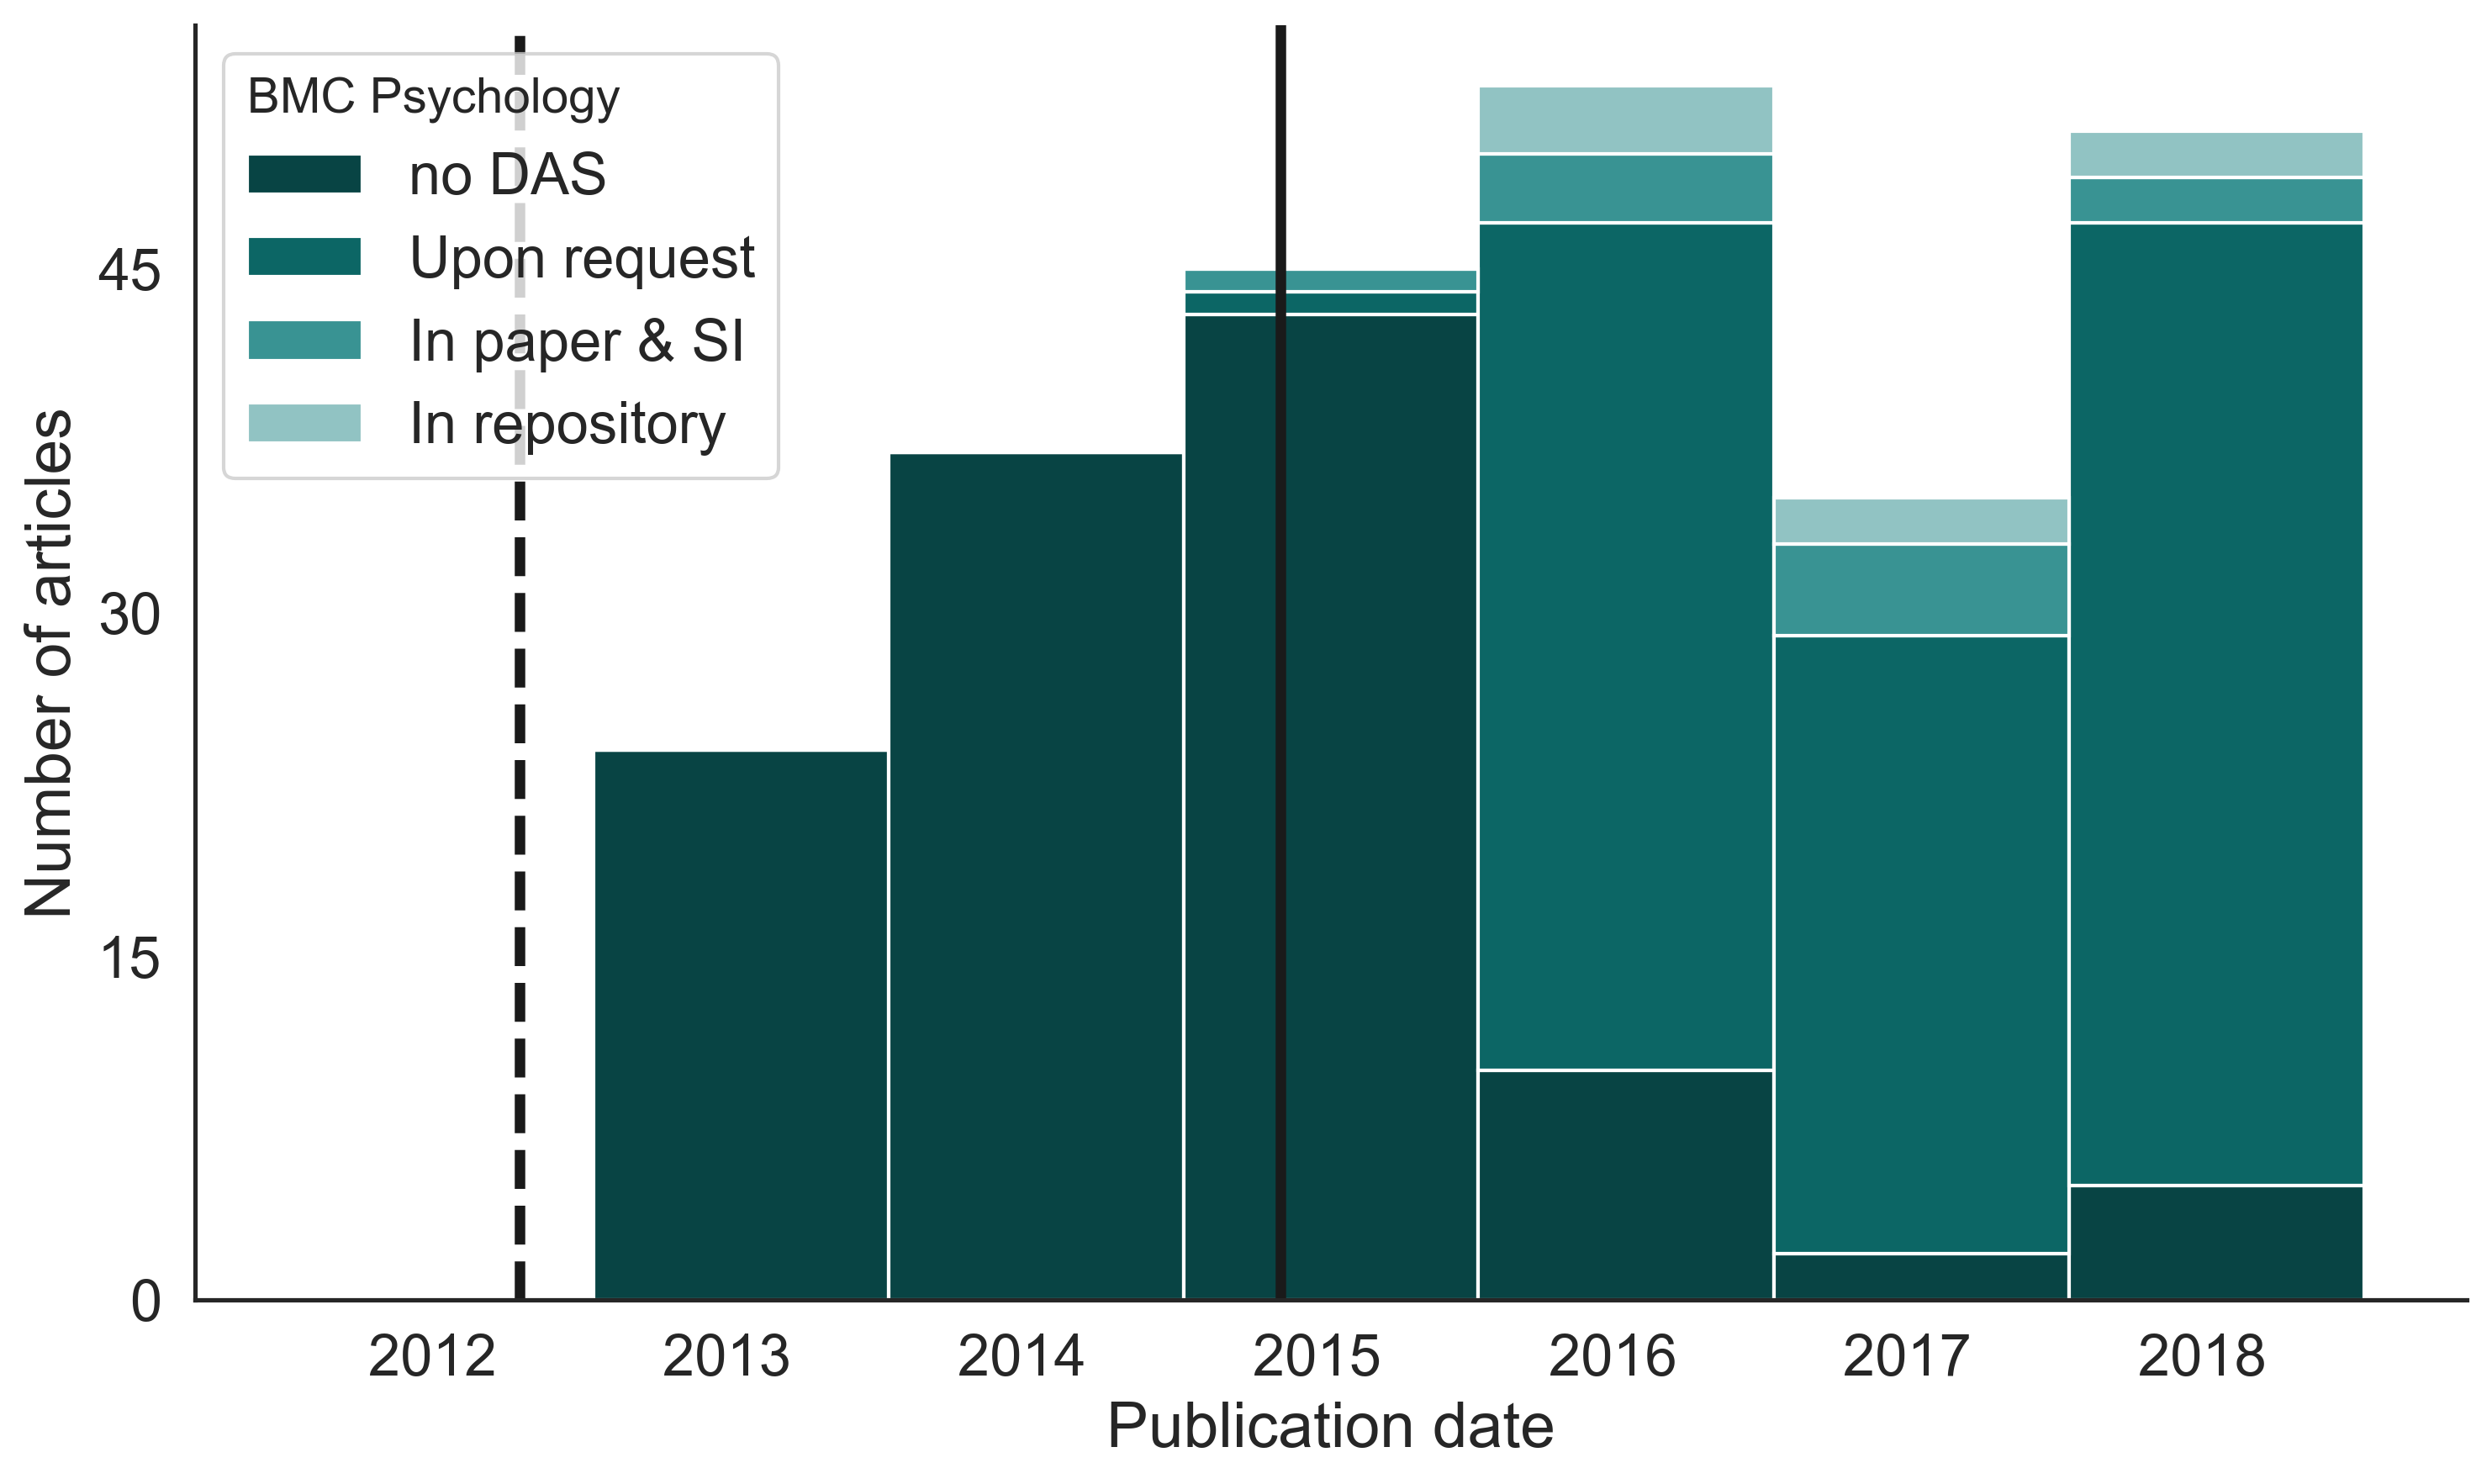 BMC Psychology
no DAS
Upon request
In paper & SI
In repository
Number of articles
45
30
15
0
2012 2013 2014 2015 2016 2017 2018
Publication date